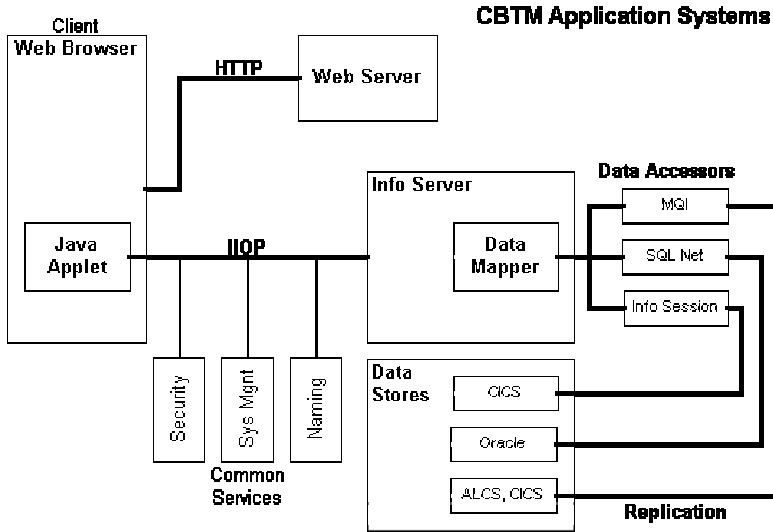 CBTM Application Systems
Client
Web Browser
HTTP
Web Server
Info Server
Data Accessors
MQI
Java
Applet
IIOP
Data
Mapper
SQL Net
Info Session
Security
Sys Mgnt
Naming
Common
Services
Data
Stores
CICS
Oracle
ALCS, CICS
Replication